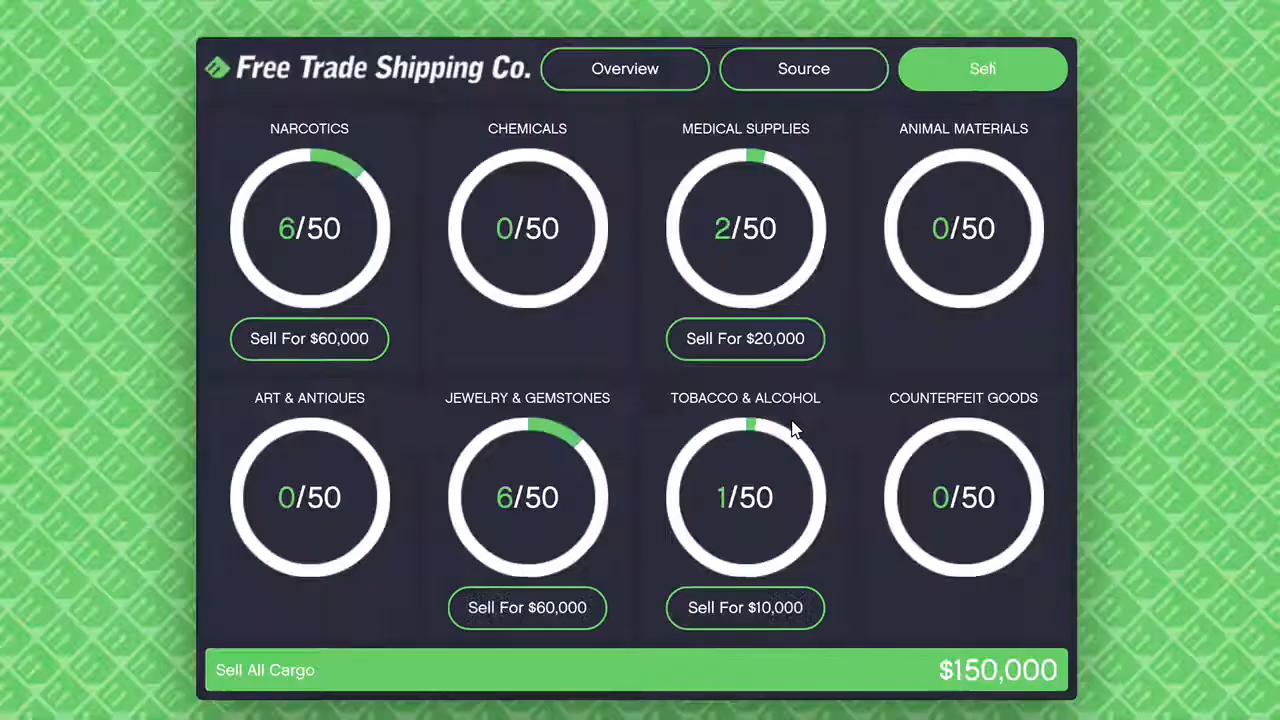 Free Trade Shipping Co.
Overview
Source
Sell
NARCOTICS
CHEMICALS
MEDICAL SUPPLIES
ANIMAL MATERIALS
6/50
0/50
2/50
0/50
Sell For $60,000
Sell For $20,000
ART & ANTIQUES
JEWELRY & GEMSTONES
TOBACCO & ALCOHOL
COUNTERFEIT GOODS
0/50
6/50
1/50
0/50
Sell For $60,000
Sell For $10,000
Sell All Cargo
$150,000